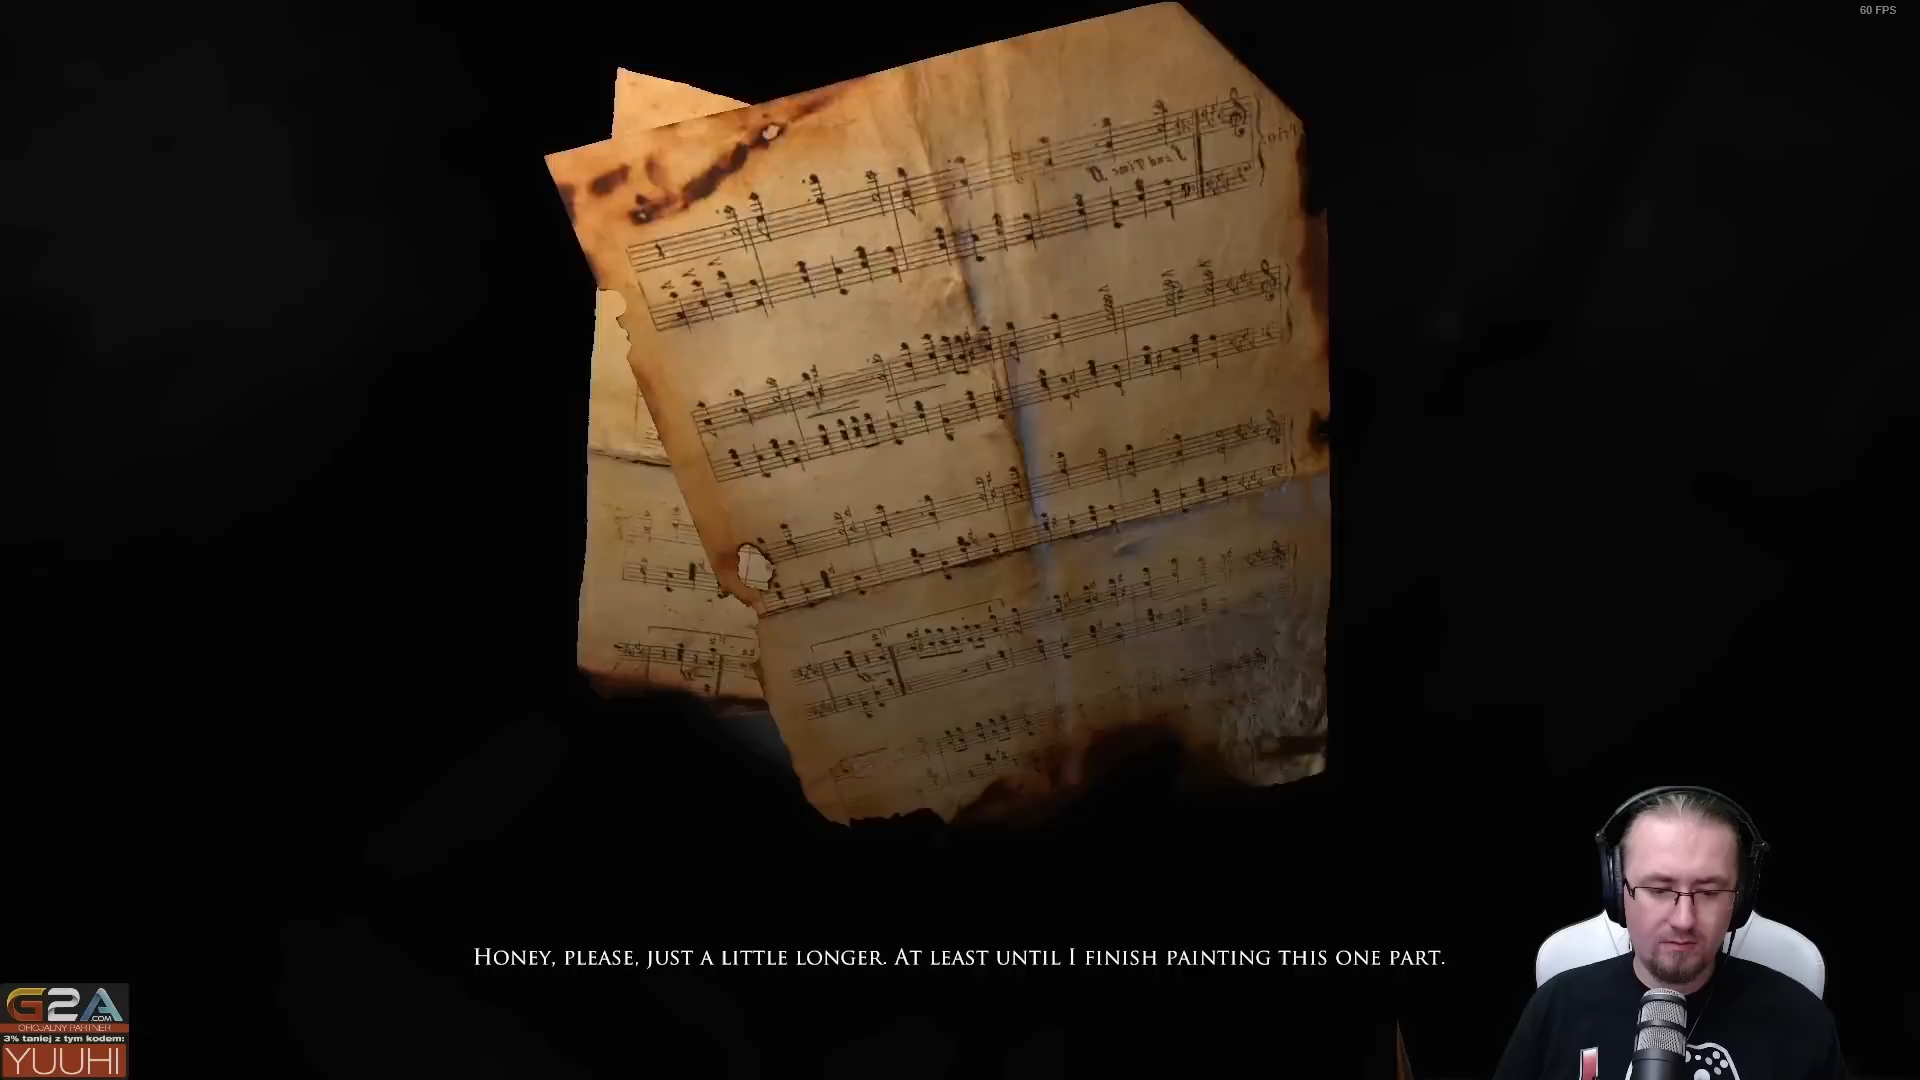 60 FPS
Honey, please, just a little longer. At least until I finish painting this one part.
G2A
.COM
OFICJALNY PARTNER
3% taniej z tym kodem:
YUUHI